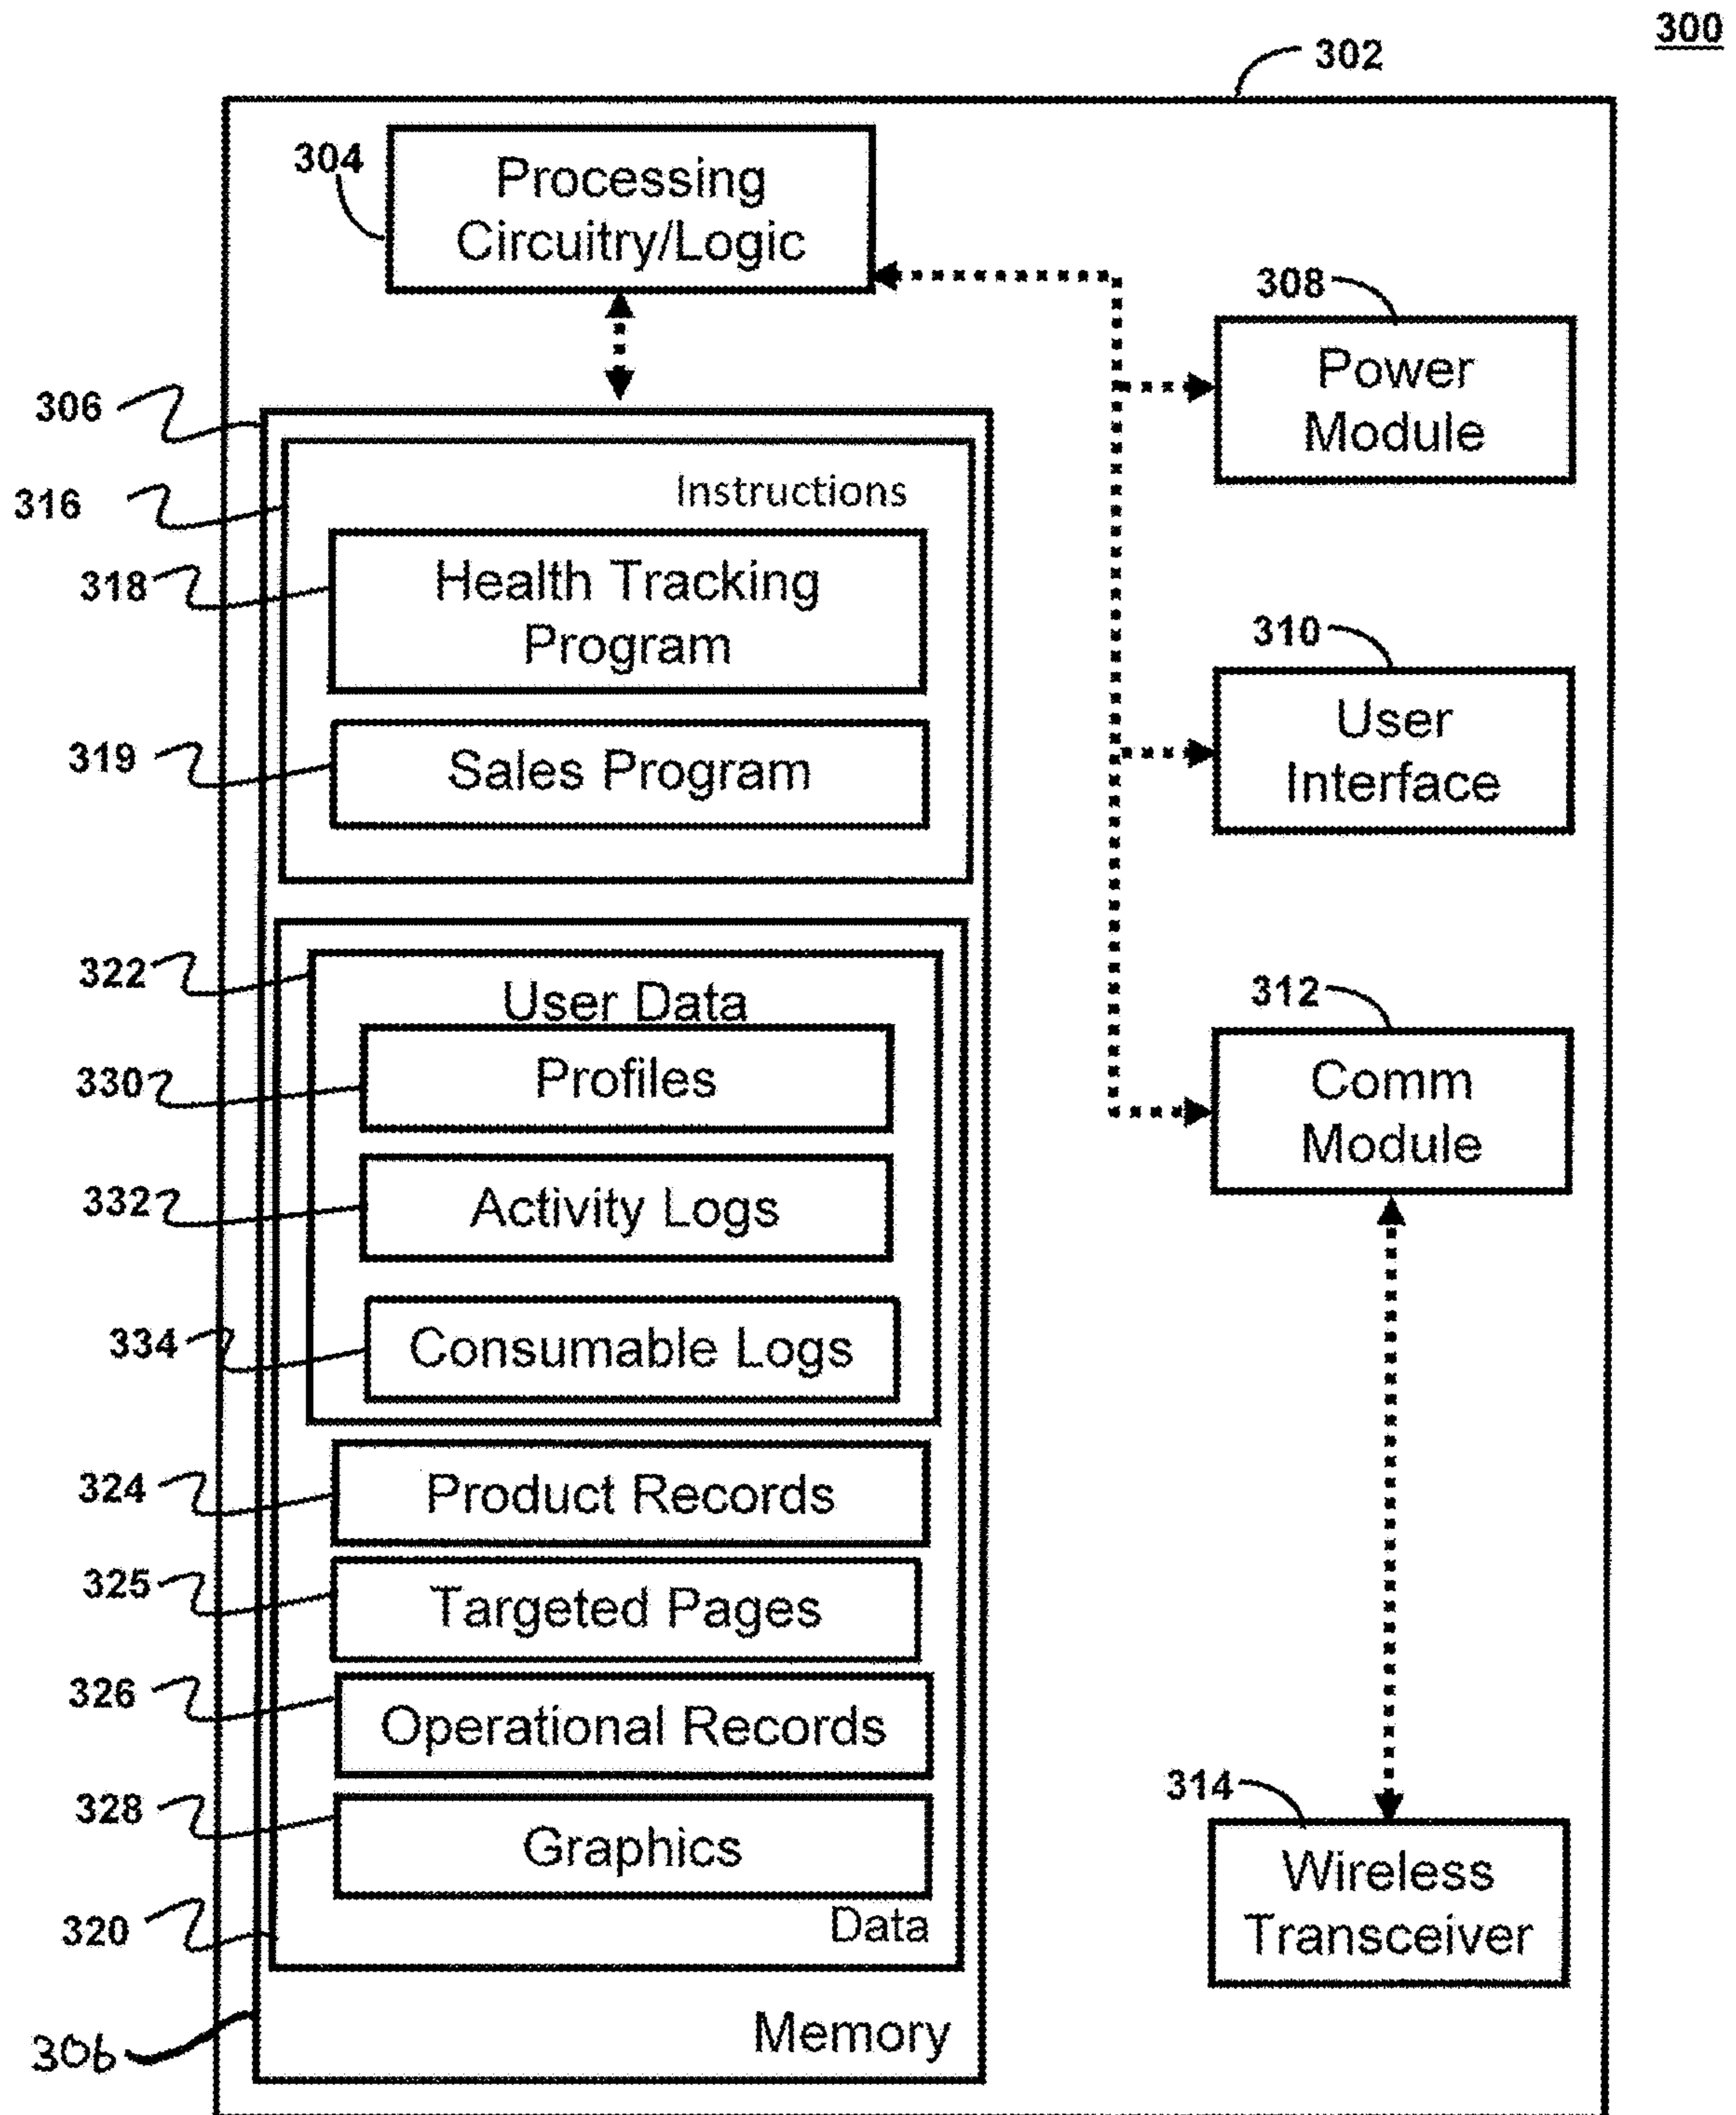 300
302
304
Processing
Circuitry/Logic
308
Power
Module
306
316
Instructions
318
Health Tracking
Program
310
User
Interface
319
Sales Program
322
User Data
312
Comm
Module
330
Profiles
332
Activity Logs
334
Consumable Logs
324
Product Records
325
Targeted Pages
326
Operational Records
314
Wireless
Transceiver
328
Graphics
320
Data
306
Memory